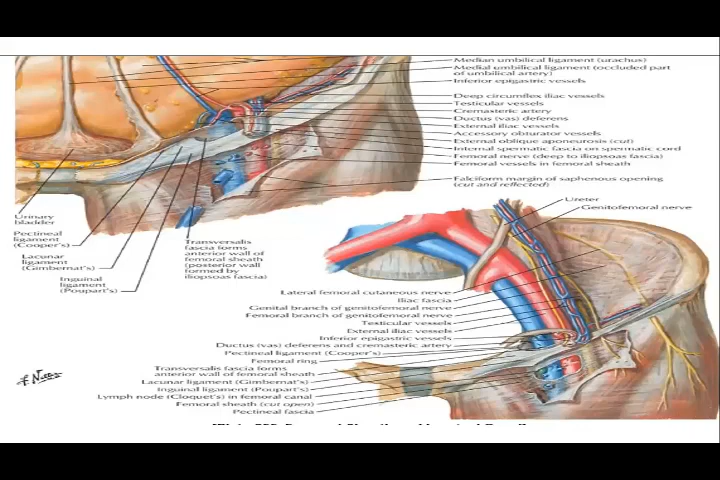 Median umbilical ligament (urachus)
Medial umbilical ligament (occluded part
of umbilical artery)
Inferior epigastric vessels
Deep circumflex iliac vessels
Testicular vessels
Cremasteric artery
Ductus (vas) deferens
External iliac vessels
Accessory obturator vessels
External oblique aponeurosis (cut)
Internal spermatic fascia on spermatic cord
Femoral nerve (deep to iliopsoas fascia)
Femoral vessels in femoral sheath
Falciform margin of saphenous opening
(cut and reflected)
Urinary
bladder
Pectineal
ligament
(Cooper's)
Lacunar
ligament
(Gimbernat's)
Inguinal
ligament
(Poupart's)
Transversalis
fascia forms
anterior wall of
femoral sheath
(posterior wall
formed by
iliopsoas fascia)
Ureter
Genitofemoral nerve
Lateral femoral cutaneous nerve
Iliac fascia
Genital branch of genitofemoral nerve
Femoral branch of genitofemoral nerve
Testicular vessels
External iliac vessels
Inferior epigastric vessels
Ductus (vas) deferens and cremasteric artery
Pectineal ligament (Cooper's)
Femoral ring
Transversalis fascia forms
anterior wall of femoral sheath
Lacunar ligament (Gimbernat's)
Inguinal ligament (Poupart's)
Lymph node (Cloquet's) in femoral canal
Femoral sheath (cut open)
Pectineal fascia